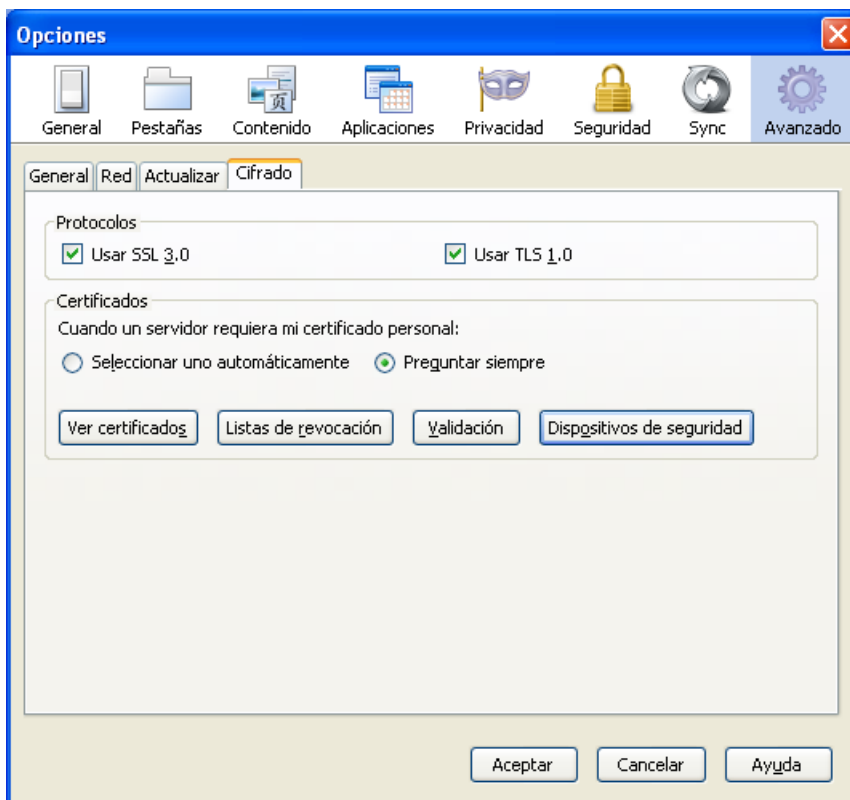 Opciones
General Pestañas Contenido Aplicaciones Privacidad Seguridad Sync Avanzado
页
General Red Actualizar Cifrado
Protocolos
Usar SSL 3.0 Usar TLS 1.0
Certificados
Cuando un servidor requiera mi certificado personal:
Seleccionar uno automáticamente Preguntar siempre
Ver certificados Listas de revocación Validación Dispositivos de seguridad
Aceptar Cancelar Ayuda